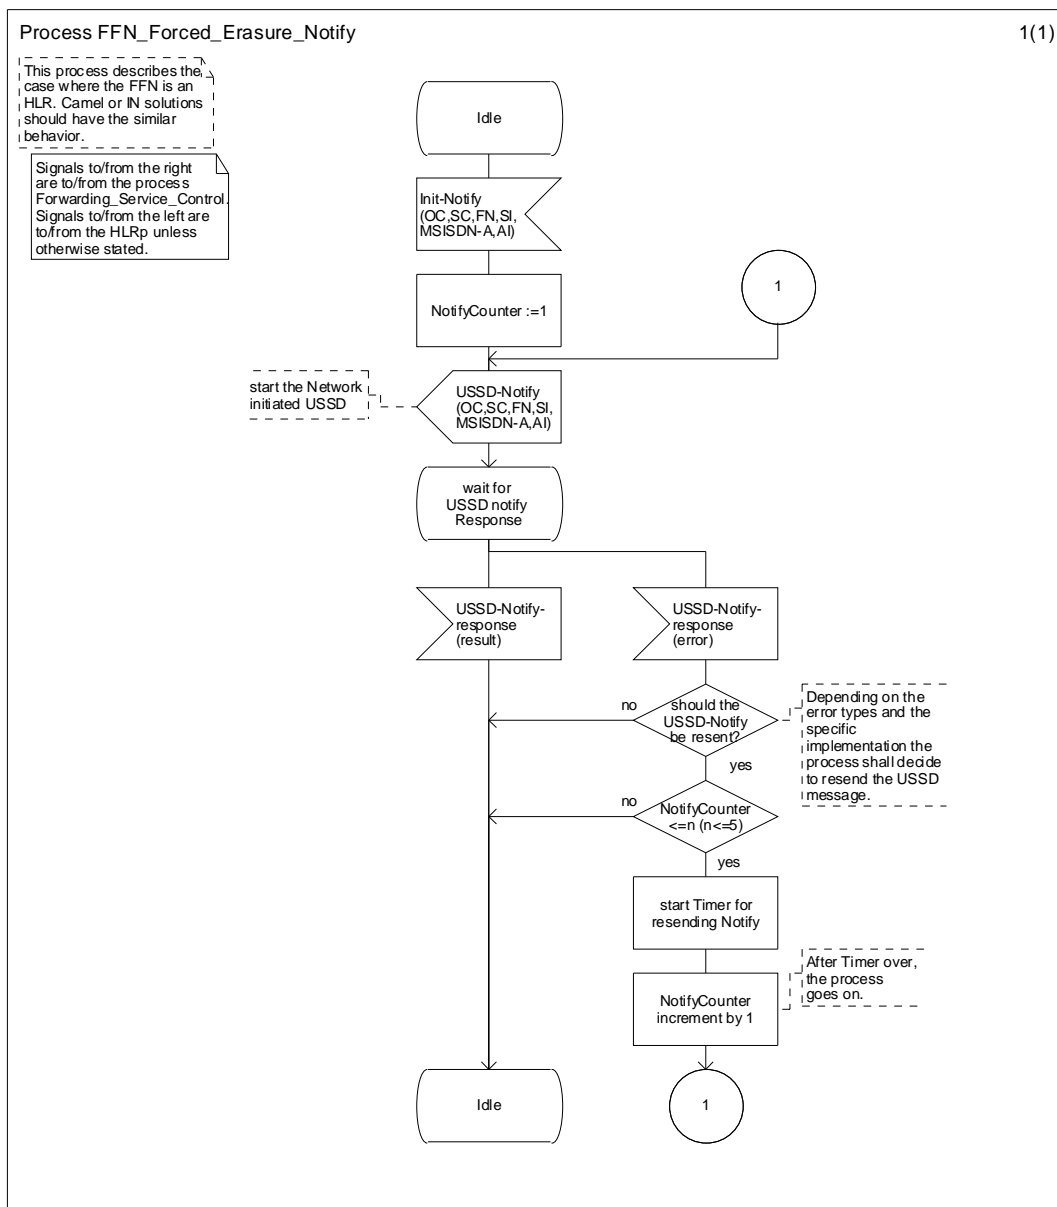 Process FFN_Forced_Erasure_Notify
1(1)
This process describes the
case where the FFN is an
HLR. Camel or IN solutions
should have the similar
behavior.
Signals to/from the right
are to/from the process
Forwarding_Service_Control.
Signals to/from the left are
to/from the HLRp unless
otherwise stated.
Idle
Init-Notify
(OC,SC,FN,SI,
MSISDN-A,AI)
NotifyCounter :=1
1
start the Network
initiated USSD
USSD-Notify
(OC,SC,FN,SI,
MSISDN-A,AI)
wait for
USSD notify
Response
USSD-Notify-
response
(result)
USSD-Notify-
response
(error)
no
should the
USSD-Notify
be resent?
Depending on the
error types and the
specific
implementation the
process shall decide
to resend the USSD
message.
yes
no
NotifyCounter
<=n (n<=5)
yes
start Timer for
resending Notify
After Timer over,
the process
goes on.
NotifyCounter
increment by 1
Idle
1